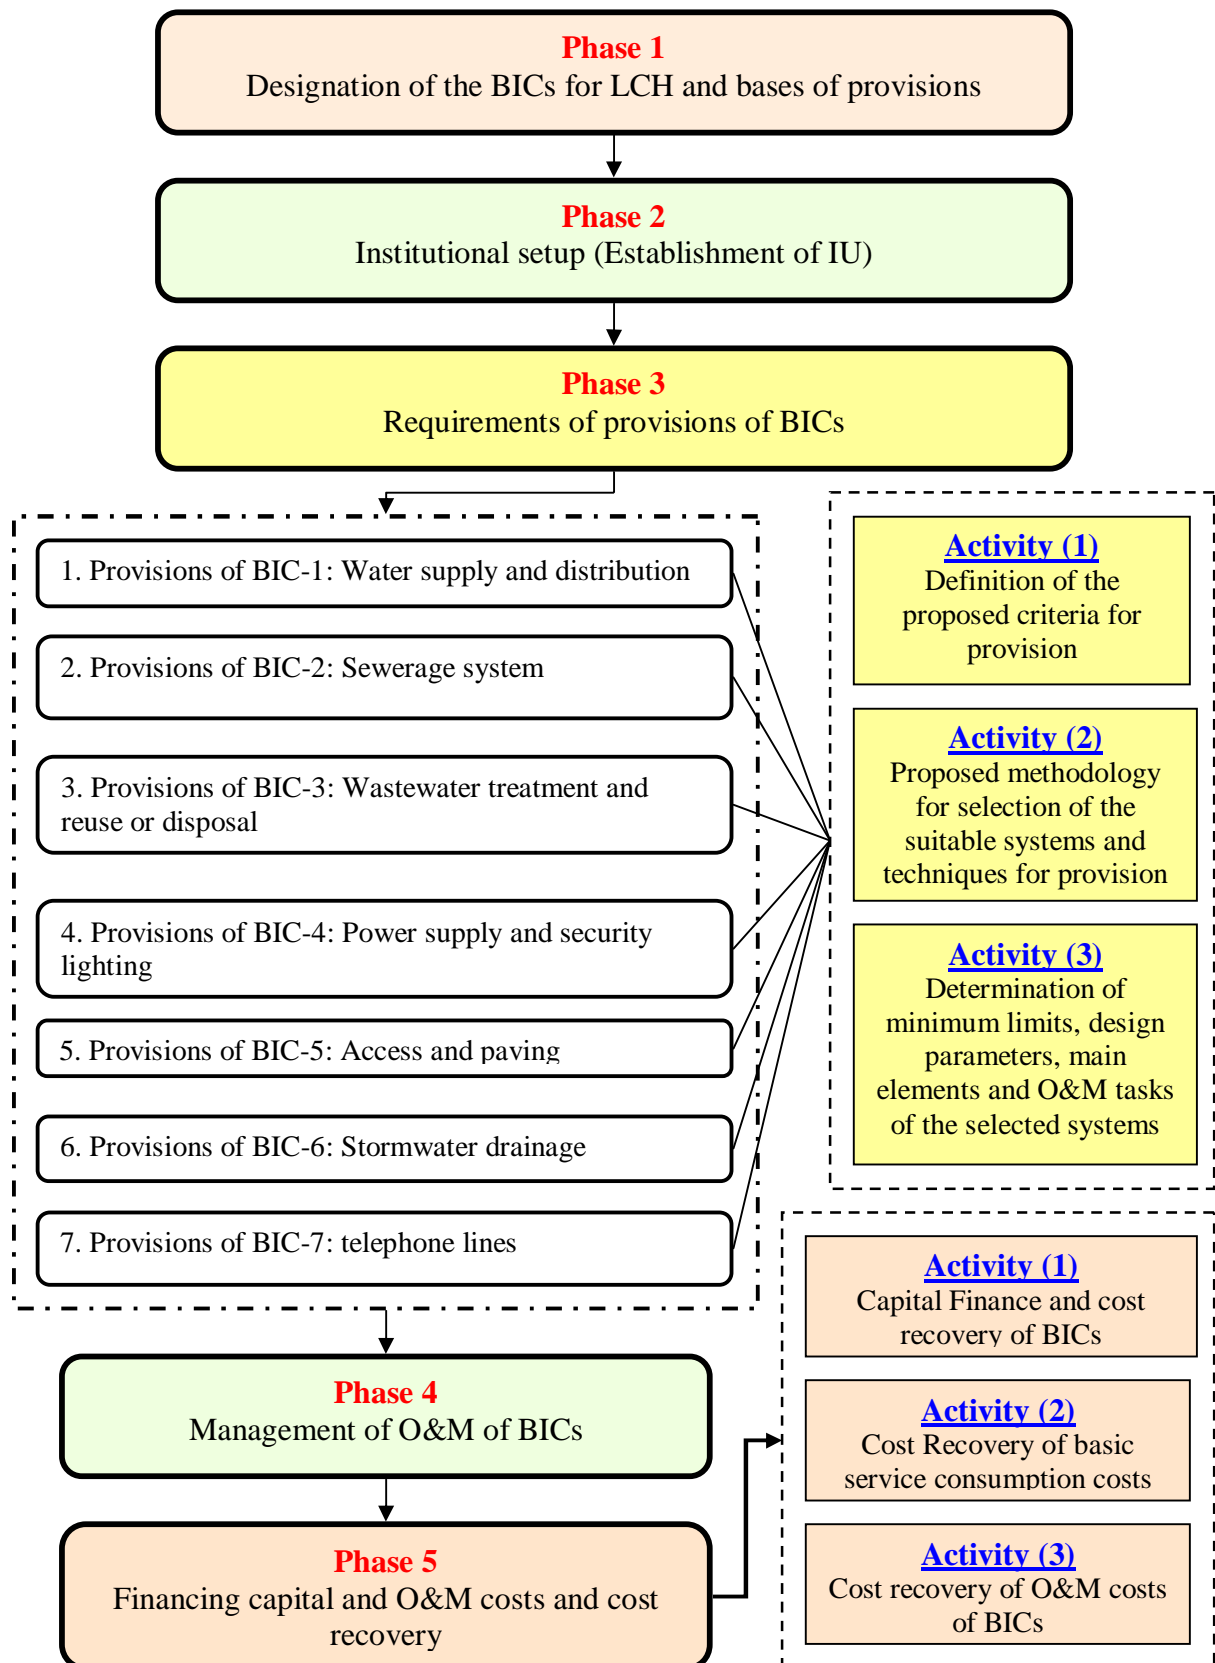 Phase 1
Designation of the BICs for LCH and bases of provisions
Phase 2
Institutional setup (Establishment of IU)
Phase 3
Requirements of provisions of BICs
1. Provisions of BIC-1: Water supply and distribution
2. Provisions of BIC-2: Sewerage system
3. Provisions of BIC-3: Wastewater treatment and
reuse or disposal
4. Provisions of BIC-4: Power supply and security
lighting
5. Provisions of BIC-5: Access and paving
6. Provisions of BIC-6: Stormwater drainage
7. Provisions of BIC-7: telephone lines
Activity (1)
Definition of the
proposed criteria for
provision
Activity (2)
Proposed methodology
for selection of the
suitable systems and
techniques for provision
Activity (3)
Determination of
minimum limits, design
parameters, main
elements and O&M tasks
of the selected systems
Phase 4
Management of O&M of BICs
Phase 5
Financing capital and O&M costs and cost
recovery
Activity (1)
Capital Finance and cost
recovery of BICs
Activity (2)
Cost Recovery of basic
service consumption costs
Activity (3)
Cost recovery of O&M costs
of BICs